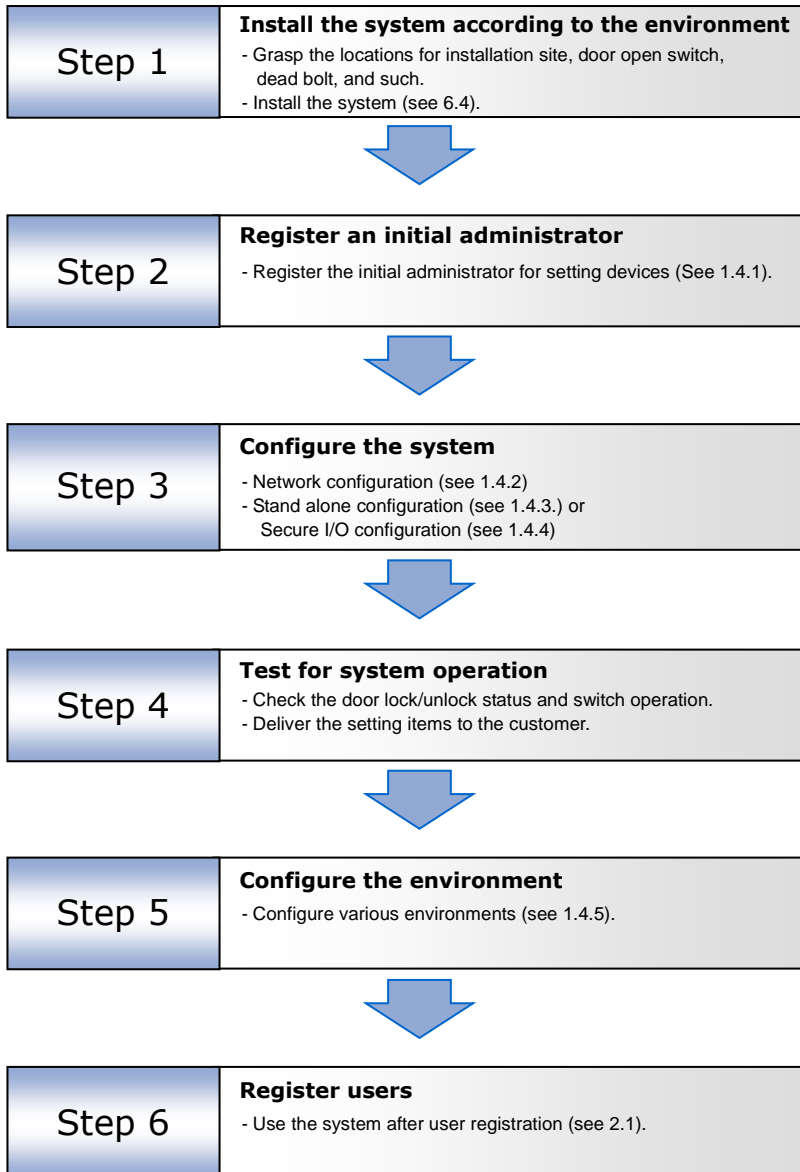 Step 1
Install the system according to the environment
- Grasp the locations for installation site, door open switch,
dead bolt, and such.
- Install the system (see 6.4).
Step 2
Register an initial administrator
- Register the initial administrator for setting devices (See 1.4.1).
Step 3
Configure the system
- Network configuration (see 1.4.2)
- Stand alone configuration (see 1.4.3.) or
Secure I/O configuration (see 1.4.4)
Step 4
Test for system operation
- Check the door lock/unlock status and switch operation.
- Deliver the setting items to the customer.
Step 5
Configure the environment
- Configure various environments (see 1.4.5).
Step 6
Register users
- Use the system after user registration (see 2.1).